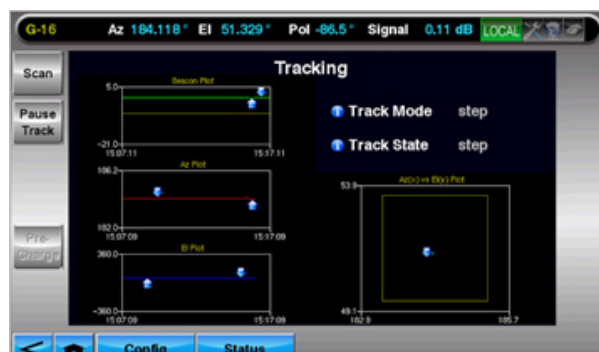 G-16 Az 184.118° El 51.329° Pol -86.5° Signal 0.11 dB LOCAL
Scan
Pause Track
Pre-Charge
Tracking
Beacon Plot
5.0
-21.0
15:07:11 15:17:11
Track Mode step
Track State step
Az Plot
186.2
182.0
15:07:09 15:17:09
El Plot
360.0
-360.0
15:07:09 15:17:09
Az(x) vs El(y) Plot
53.8
49.1
182.9 185.7
Config Status